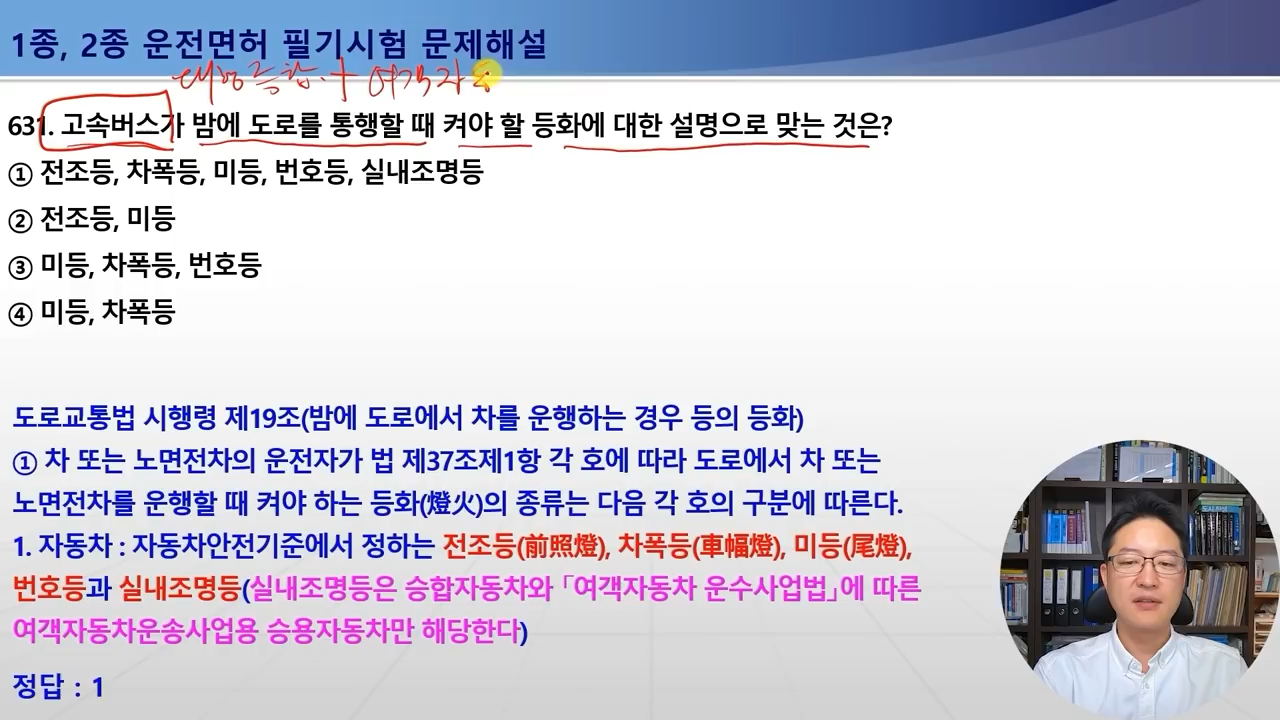 1종, 2종 운전면허 필기시험 문제해설
대형승합 + 여객자
631. 고속버스가 밤에 도로를 통행할 때 켜야 할 등화에 대한 설명으로 맞는 것은?
① 전조등, 차폭등, 미등, 번호등, 실내조명등
② 전조등, 미등
③ 미등, 차폭등, 번호등
④ 미등, 차폭등
도로교통법 시행령 제19조(밤에 도로에서 차를 운행하는 경우 등의 등화)
① 차 또는 노면전차의 운전자가 법 제37조제1항 각 호에 따라 도로에서 차 또는
노면전차를 운행할 때 켜야 하는 등화(燈火)의 종류는 다음 각 호의 구분에 따른다.
1. 자동차 : 자동차안전기준에서 정하는 전조등(前照燈), 차폭등(車幅燈), 미등(尾燈),
번호등과 실내조명등(실내조명등은 승합자동차와 「여객자동차 운수사업법」에 따른
여객자동차운송사업용 승용자동차만 해당한다)
정답 : 1